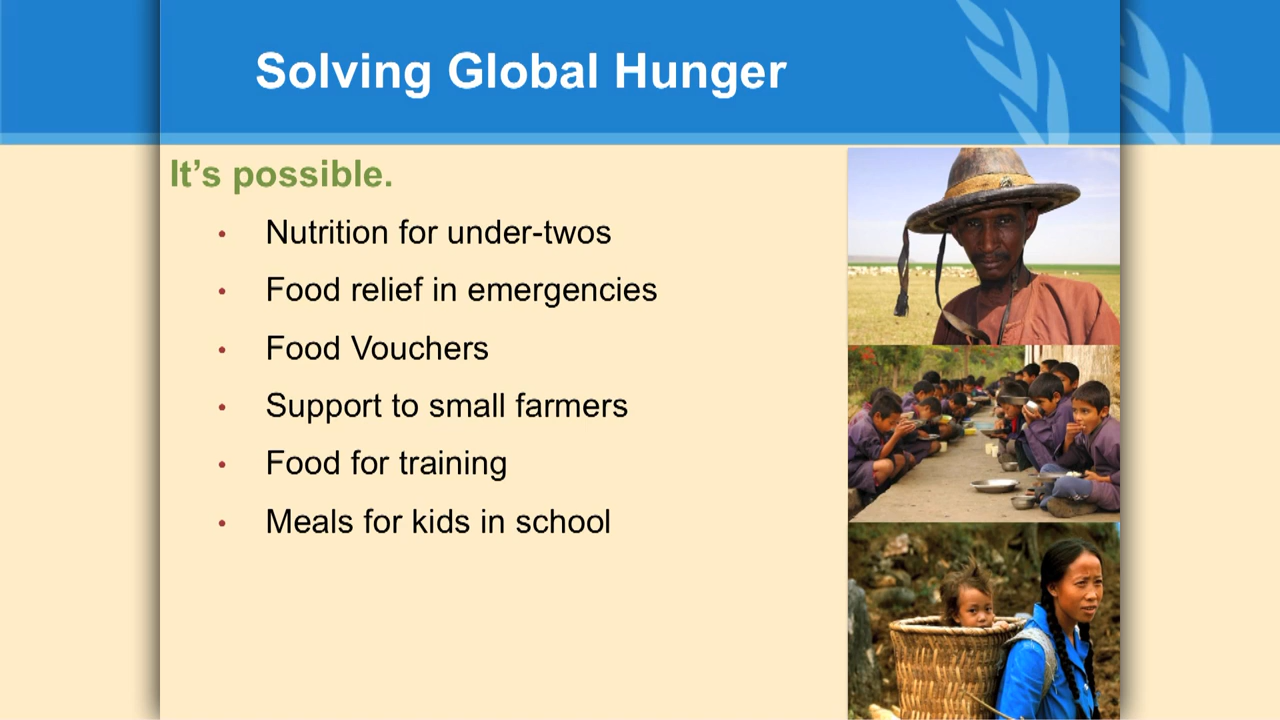 Solving Global Hunger
It's possible.
• Nutrition for under-twos
• Food relief in emergencies
• Food Vouchers
• Support to small farmers
• Food for training
• Meals for kids in school